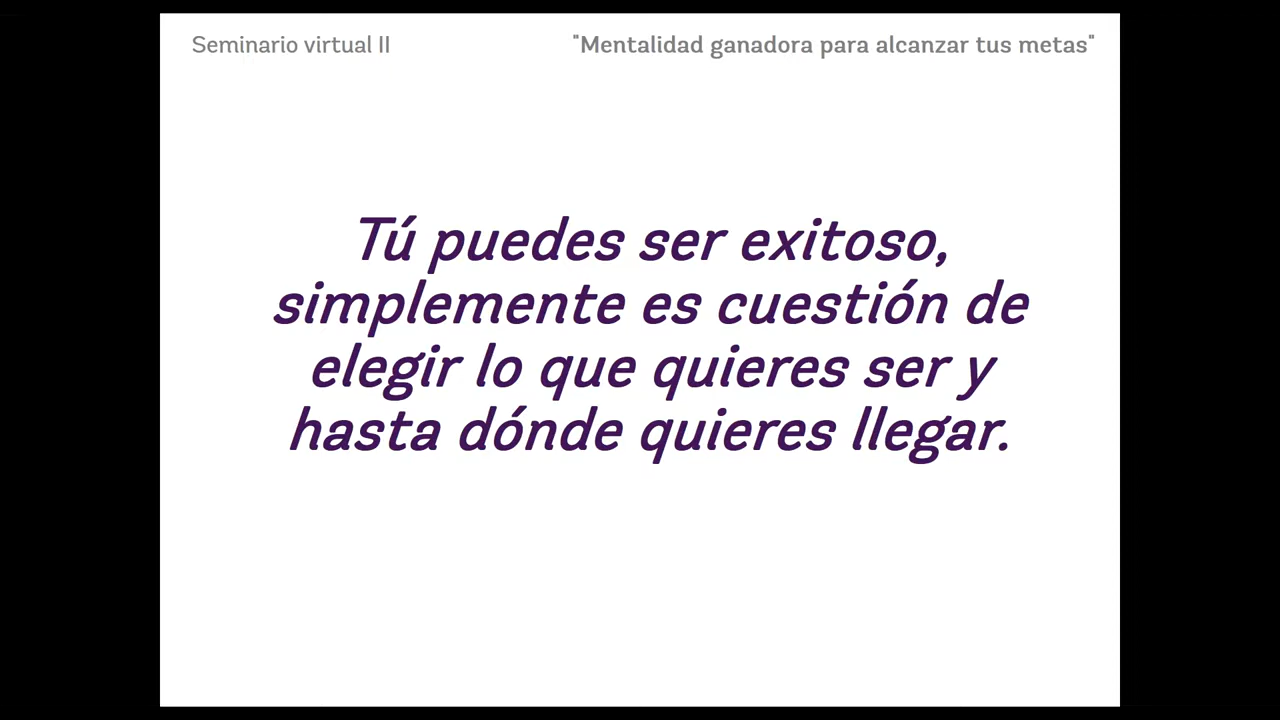 Seminario virtual II
"Mentalidad ganadora para alcanzar tus metas"
Tú puedes ser exitoso,
simplemente es cuestión de
elegir lo que quieres ser y
hasta dónde quieres llegar.